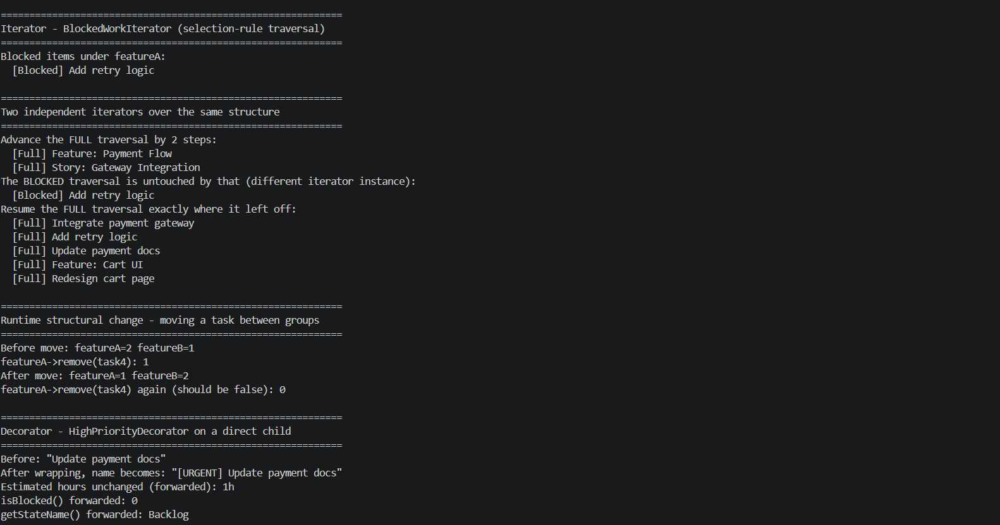 ============================================================
Iterator - BlockedWorkIterator (selection-rule traversal)
============================================================
Blocked items under featureA:
  [Blocked] Add retry logic

============================================================
Two independent iterators over the same structure
============================================================
Advance the FULL traversal by 2 steps:
  [Full] Feature: Payment Flow
  [Full] Story: Gateway Integration
The BLOCKED traversal is untouched by that (different iterator instance):
  [Blocked] Add retry logic
Resume the FULL traversal exactly where it left off:
  [Full] Integrate payment gateway
  [Full] Add retry logic
  [Full] Update payment docs
  [Full] Feature: Cart UI
  [Full] Redesign cart page

============================================================
Runtime structural change - moving a task between groups
============================================================
Before move: featureA=2 featureB=1
featureA->remove(task4): 1
After move: featureA=1 featureB=2
featureA->remove(task4) again (should be false): 0

============================================================
Decorator - HighPriorityDecorator on a direct child
============================================================
Before: "Update payment docs"
After wrapping, name becomes: "[URGENT] Update payment docs"
Estimated hours unchanged (forwarded): 1h
isBlocked() forwarded: 0
getStateName() forwarded: Backlog